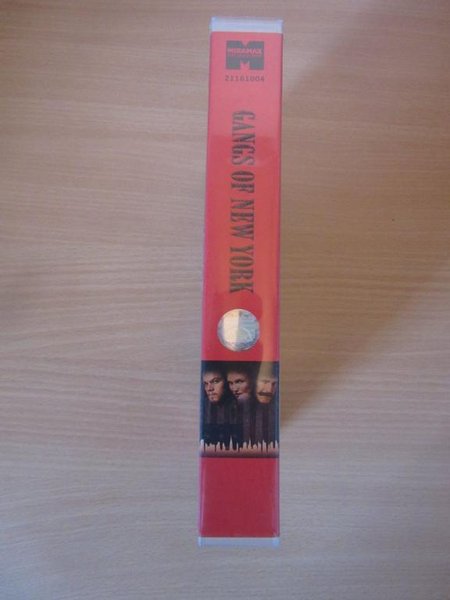 MIRAMAX
21161004
GANGS OF NEW YORK